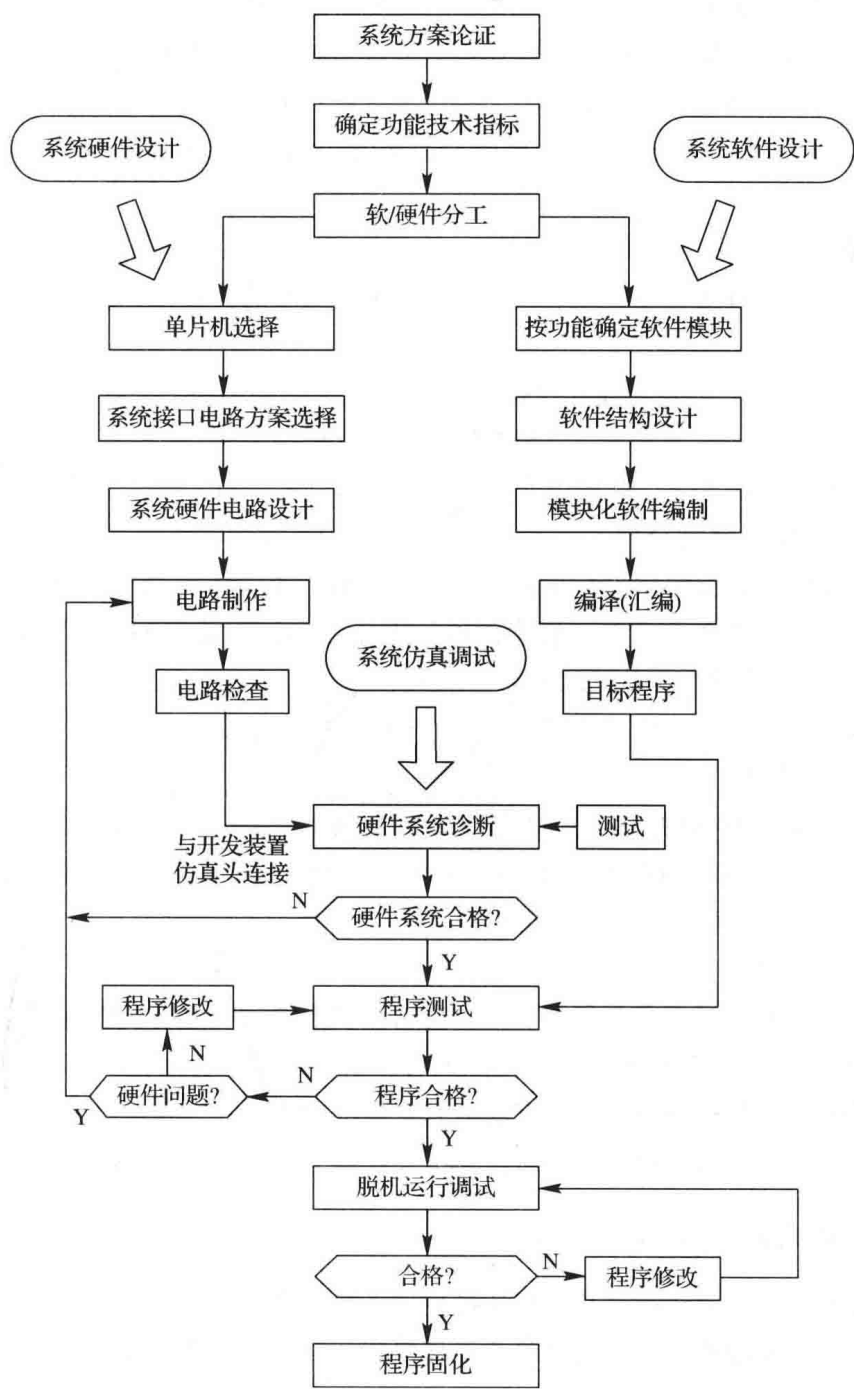 系统方案论证
确定功能技术指标
系统硬件设计
系统软件设计
软/硬件分工
单片机选择
按功能确定软件模块
系统接口电路方案选择
软件结构设计
系统硬件电路设计
模块化软件编制
电路制作
编译(汇编)
系统仿真调试
电路检查
目标程序
硬件系统诊断
测试
与开发装置
仿真头连接
N
硬件系统合格?
Y
程序修改
程序测试
N
硬件问题?
N
程序合格?
Y
Y
脱机运行调试
合格?
N
程序修改
Y
程序固化